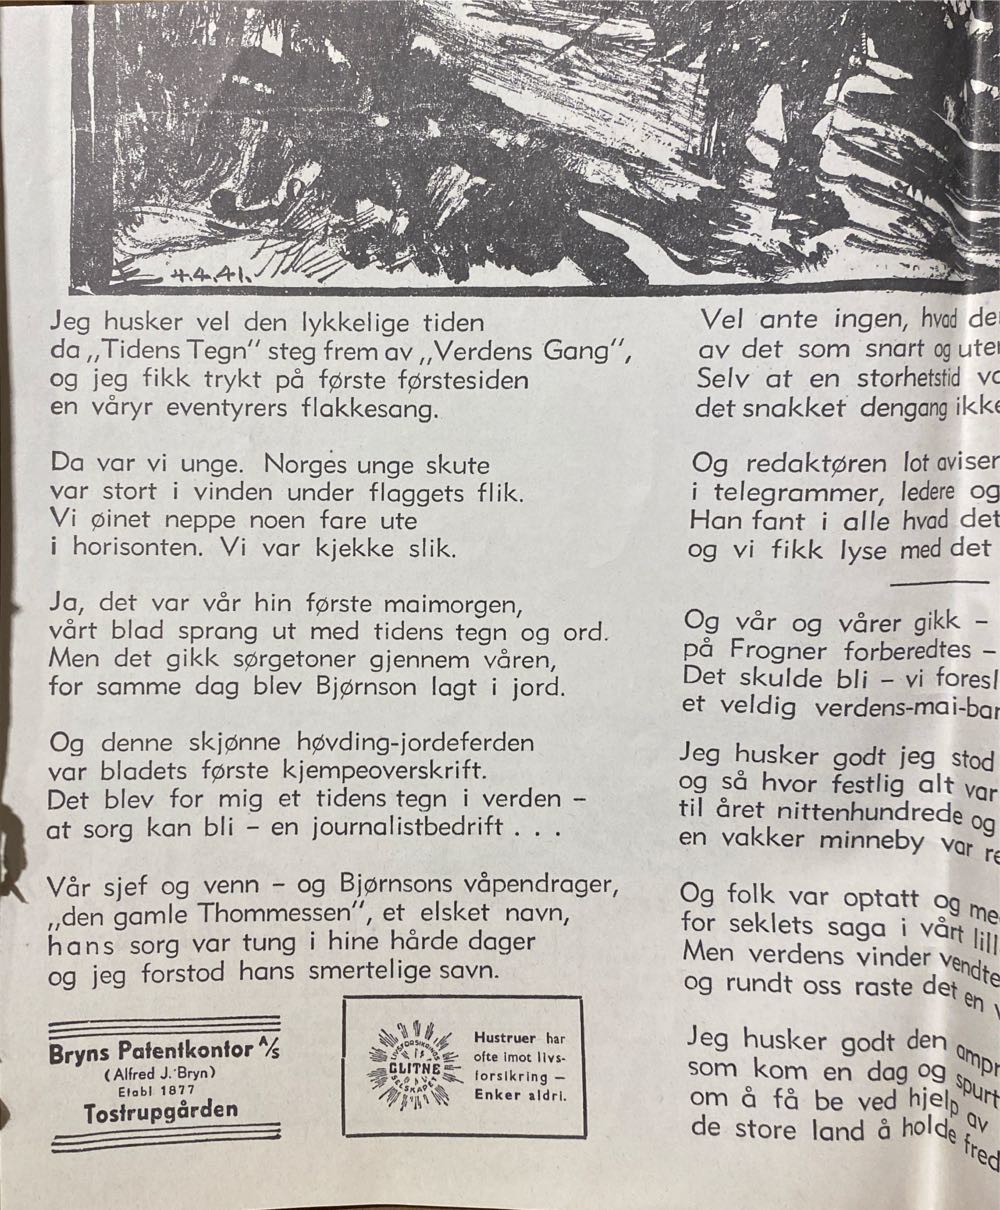 4.4.41.
Jeg husker vel den lykkelige tiden
da „Tidens Tegn” steg frem av „Verdens Gang”,
og jeg fikk trykt på første førstesiden
en våryr eventyrers flakkesang.
Da var vi unge. Norges unge skute
var stort i vinden under flaggets flik.
Vi øinet neppe noen fare ute
i horisonten. Vi var kjekke slik.
Ja, det var vår hin første maimorgen,
vårt blad sprang ut med tidens tegn og ord.
Men det gikk sørgetoner gjennem våren,
for samme dag blev Bjørnson lagt i jord.
Og denne skjønne høvding-jordeferden
var bladets første kjempeoverskrift.
Det blev for mig et tidens tegn i verden –
at sorg kan bli – en journalistbedrift . . .
Vår sjef og venn – og Bjørnsons våpendrager,
„den gamle Thommessen”, et elsket navn,
hans sorg var tung i hine hårde dager
og jeg forstod hans smertelige savn.
Vel ante ingen, hvad
av det som snart og
Selv at en storhetstid
det snakket dengang
Og redaktøren lot
i telegrammer, ledere og
Han fant i alle hvad det
og vi fikk lyse med det
Og vår og vårer gikk –
på Frogner forberedtes –
Det skulde bli – vi
et veldig
Jeg husker godt jeg stod
og så hvor festlig alt var
til året nittenhundrede og
en vakker minneby var
Og folk var optatt og
for seklets saga i vårt
Men verdens vinder
og rundt oss raste det en
Jeg husker godt den
som kom en dag og
om å få be ved hjelp av
de store land å holde
Bryns Patentkontor A/s
(Alfred J. Bryn)
Etabl 1877
Tostrupgården
LIVSFORSIKRINGS
GLITNE
SELSKAPET
Hustruer har
ofte imot livs-
forsikring –
Enker aldri.